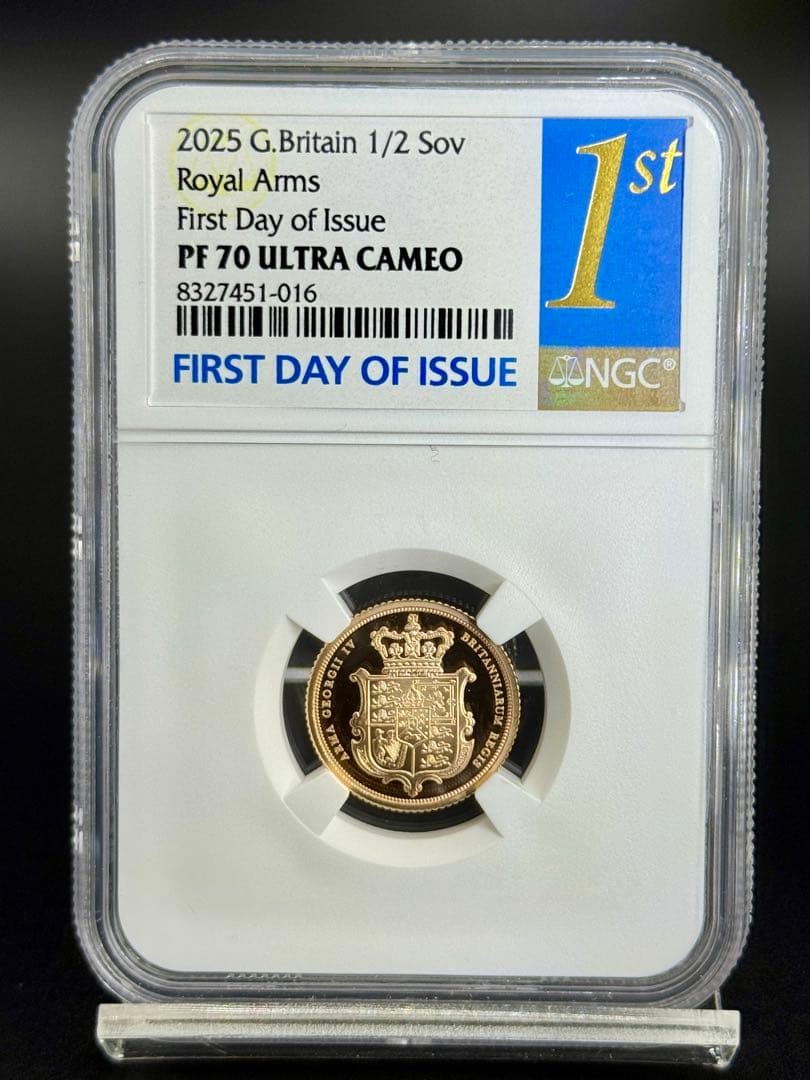 2025 G.Britain 1/2 Sov
Royal Arms
First Day of Issue
PF 70 ULTRA CAMEO
8327451-016
FIRST DAY OF ISSUE
1st
NGC®
ARMA GEORGII IV BRITANNIARUM REGIS